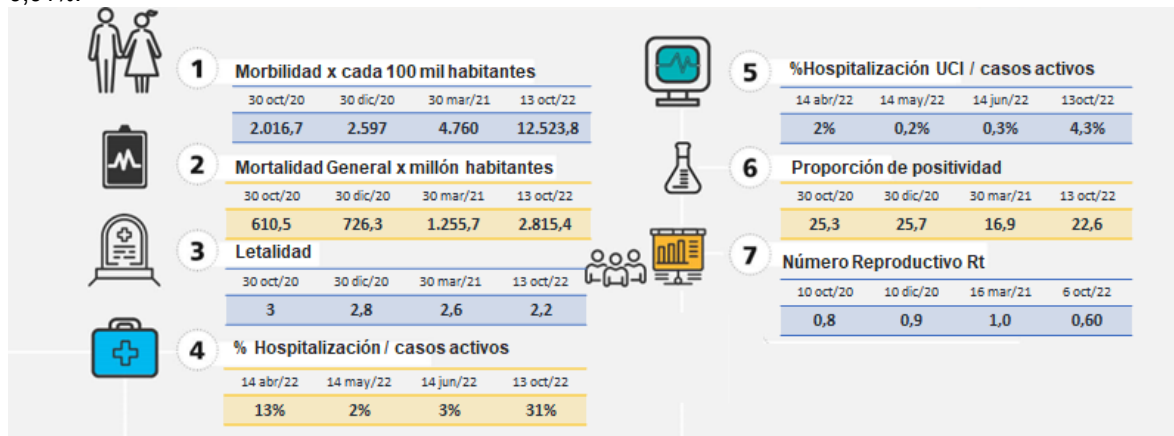 1 Morbilidad x cada 100 mil habitantes
30 oct/20 30 dic/20 30 mar/21 13 oct/22
2.016,7 2.597 4.760 12.523,8
2 Mortalidad General x millón habitantes
30 oct/20 30 dic/20 30 mar/21 13 oct/22
610,5 726,3 1.255,7 2.815,4
3 Letalidad
30 oct/20 30 dic/20 30 mar/21 13 oct/22
3 2,8 2,6 2,2
4 % Hospitalización / casos activos
14 abr/22 14 may/22 14 jun/22 13 oct/22
13% 2% 3% 31%
5 %Hospitalización UCI / casos activos
14 abr/22 14 may/22 14 jun/22 13oct/22
2% 0,2% 0,3% 4,3%
6 Proporción de positividad
30 oct/20 30 dic/20 30 mar/21 13 oct/22
25,3 25,7 16,9 22,6
7 Número Reproductivo Rt
10 oct/20 10 dic/20 16 mar/21 6 oct/22
0,8 0,9 1,0 0,60